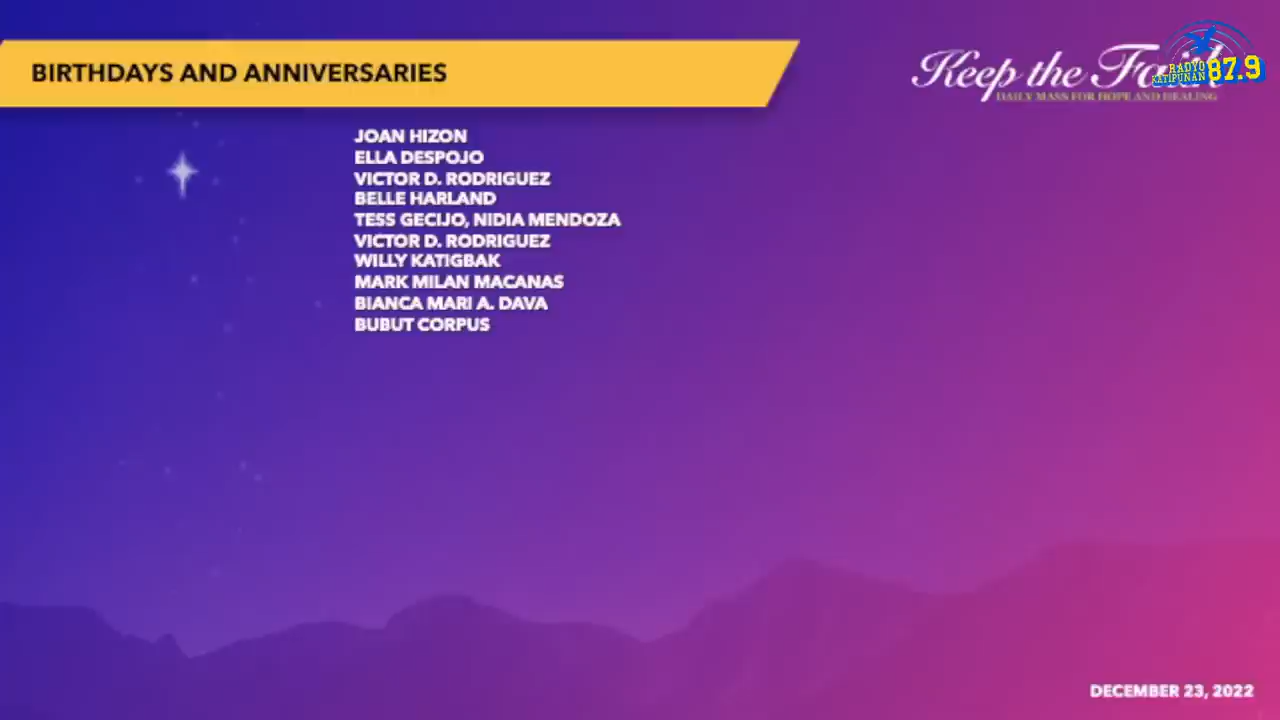 BIRTHDAYS AND ANNIVERSARIES
Keep the Faith
RADYO
KATIPUNAN 87.9
DAILY MASS FOR HOPE AND HEALING
JOAN HIZON
ELLA DESPOJO
VICTOR D. RODRIGUEZ
BELLE HARLAND
TESS GECIJO, NIDIA MENDOZA
VICTOR D. RODRIGUEZ
WILLY KATIGBAK
MARK MILAN MACANAS
BIANCA MARI A. DAVA
BUBUT CORPUS
DECEMBER 23, 2022